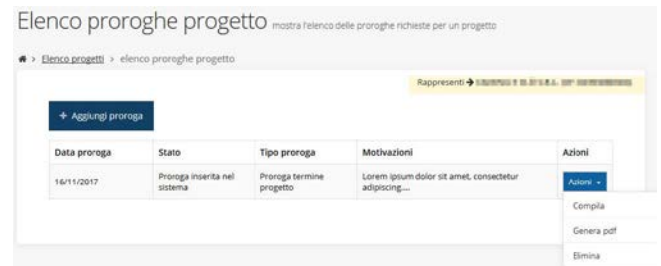 Elenco proroghe progetto mostra l'elenco delle proroghe richieste per un progetto
> Elenco progetti > elenco proroghe progetto
Rappresenti →
+ Aggiungi proroga
Data proroga Stato Tipo proroga Motivazioni Azioni
16/11/2017 Proroga inserita nel sistema Proroga termine progetto Lorem ipsum dolor sit amet, consectetur adipiscing.... Azioni
Compila
Genera pdf
Elimina